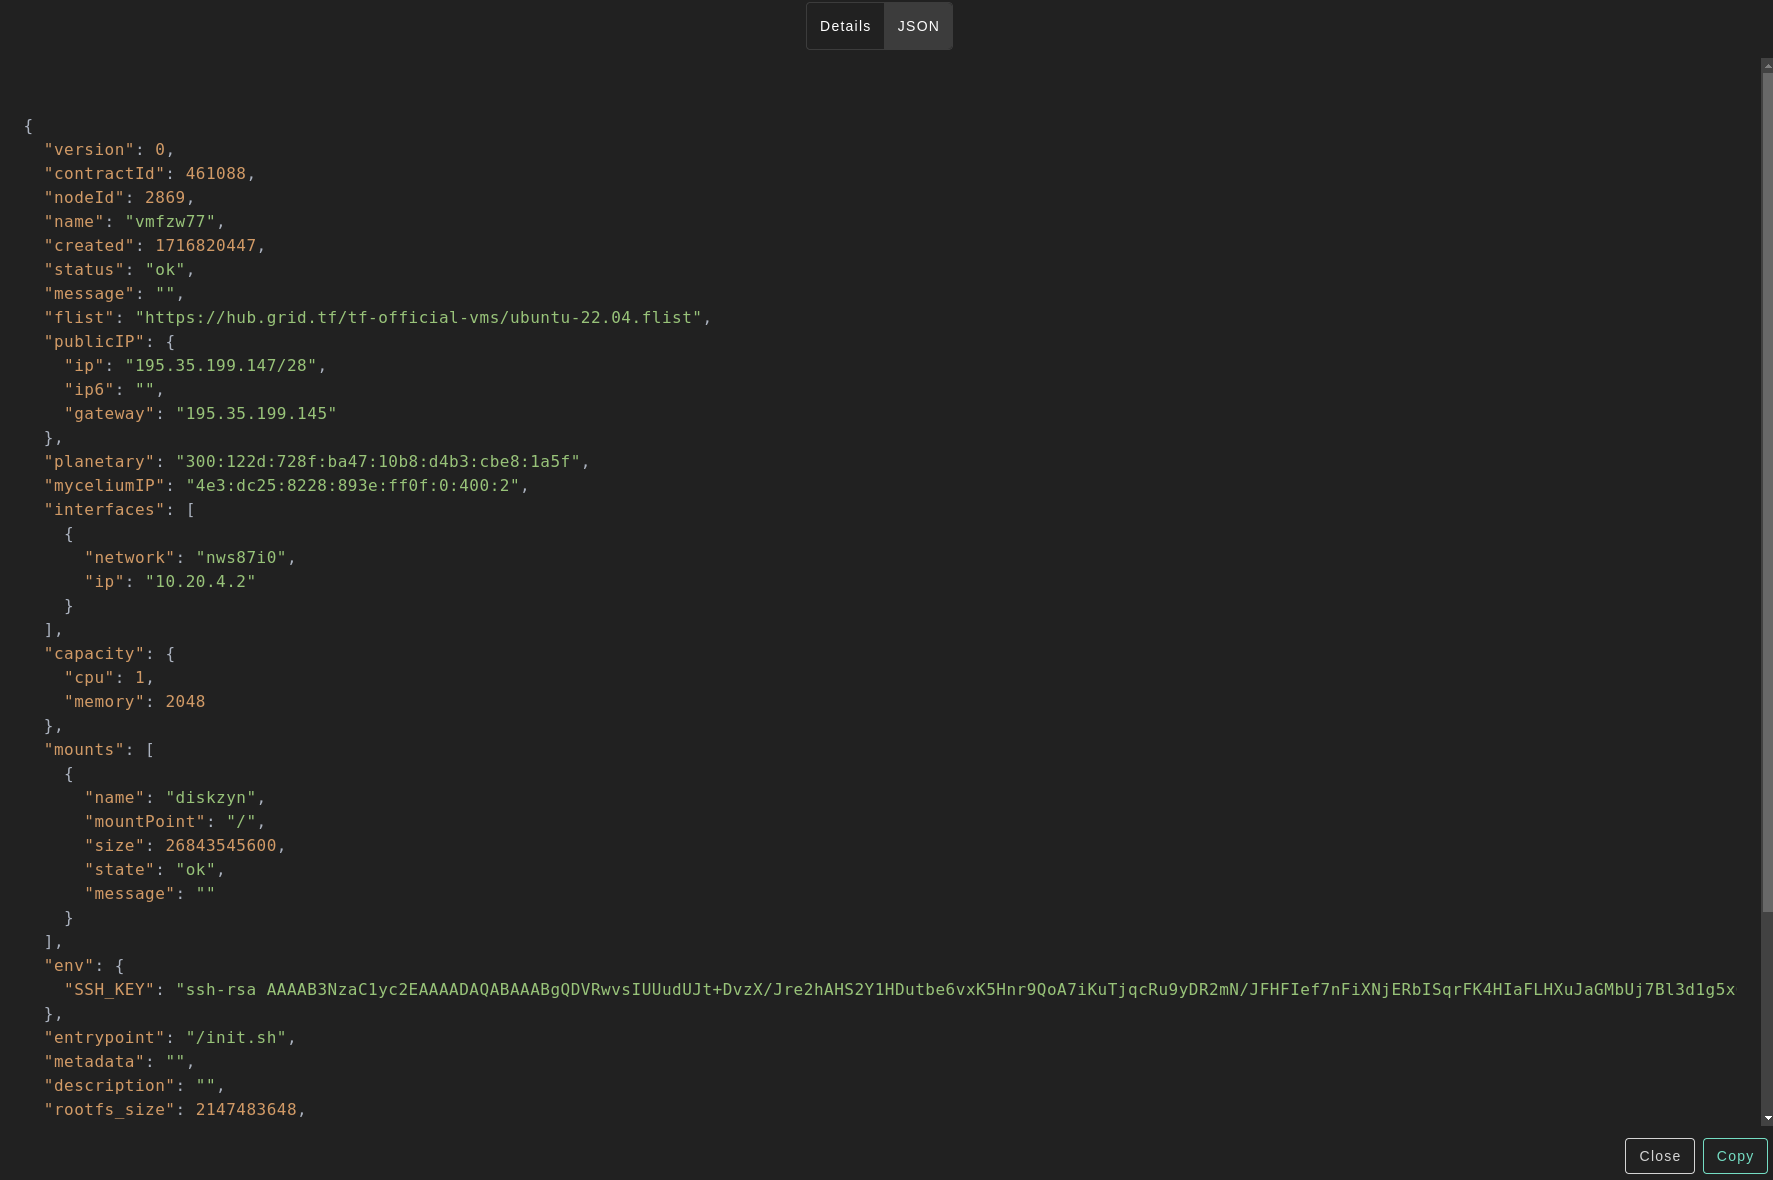 Details JSON
{
"version": 0,
"contractId": 461088,
"nodeId": 2869,
"name": "vmfzw77",
"created": 1716820447,
"status": "ok",
"message": "",
"flist": "https://hub.grid.tf/tf-official-vms/ubuntu-22.04.flist",
"publicIP": {
"ip": "195.35.199.147/28",
"ip6": "",
"gateway": "195.35.199.145"
},
"planetary": "300:122d:728f:ba47:10b8:d4b3:cbe8:1a5f",
"myceliumIP": "4e3:dc25:8228:893e:ff0f:0:400:2",
"interfaces": [
{
"network": "nws87i0",
"ip": "10.20.4.2"
}
],
"capacity": {
"cpu": 1,
"memory": 2048
},
"mounts": [
{
"name": "diskzyn",
"mountPoint": "/",
"size": 26843545600,
"state": "ok",
"message": ""
}
],
"env": {
"SSH_KEY": "ssh-rsa AAAAB3NzaC1yc2EAAAADAQABAAABgQDVRwvsIUUudUJt+DvzX/Jre2hAHS2Y1HDutbe6vxK5Hnr9QoA7iKuTjqcRu9yDR2mN/JFHFIef7nFiXNjERbISqrFK4HIaFLHXuJaGMbUj7Bl3d1g5x
},
"entrypoint": "/init.sh",
"metadata": "",
"description": "",
"rootfs_size": 2147483648,
Close Copy